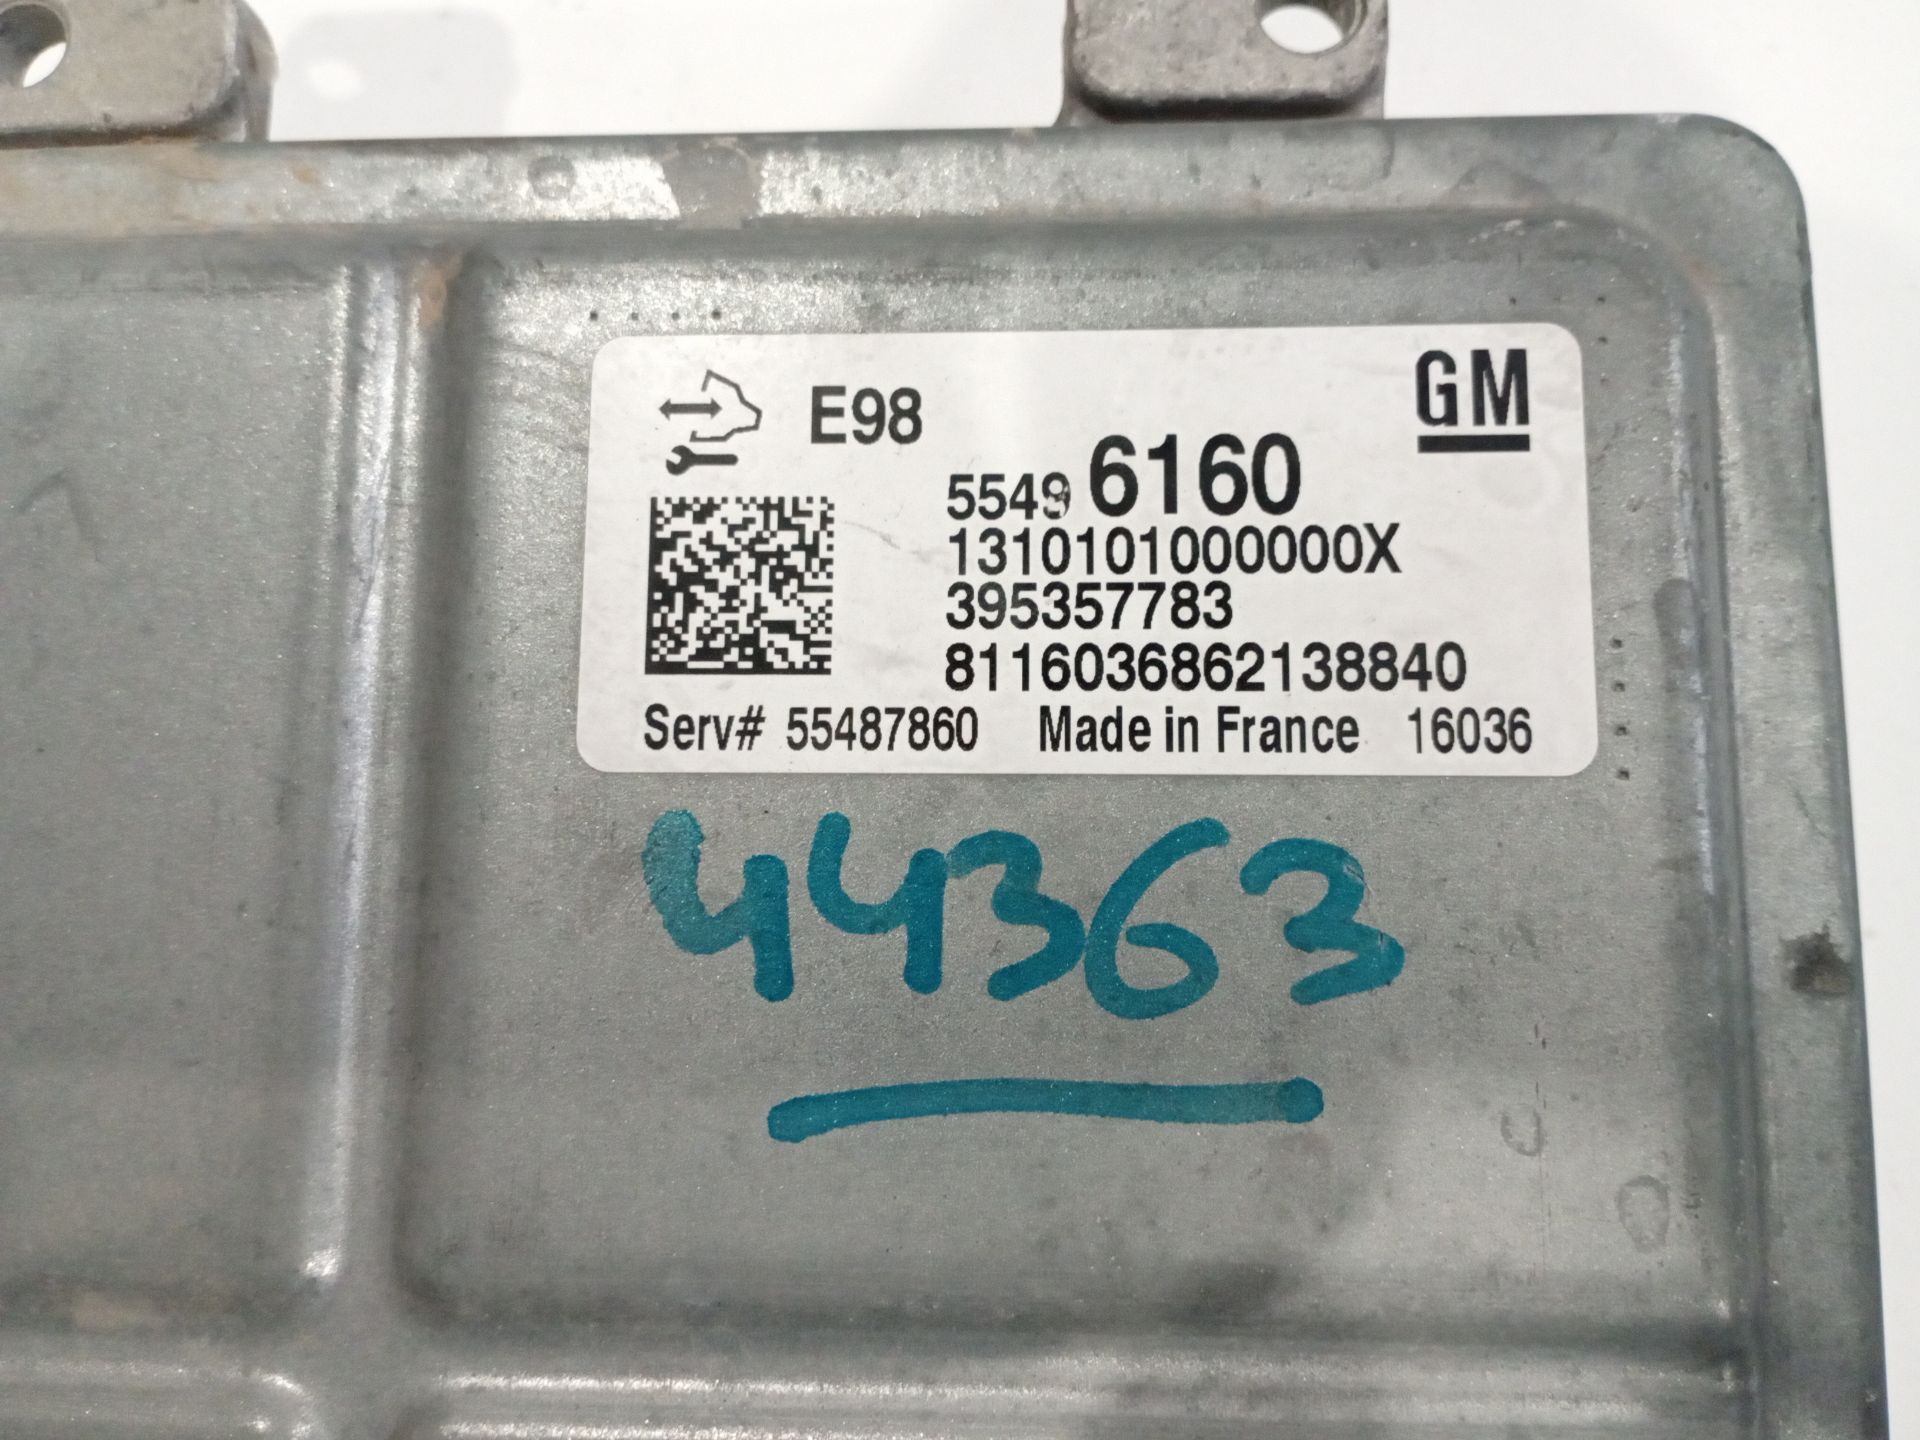 E98 GM
5549 6160
1310101000000X
395357783
8116036862138840
Serv# 55487860 Made in France 16036
44363